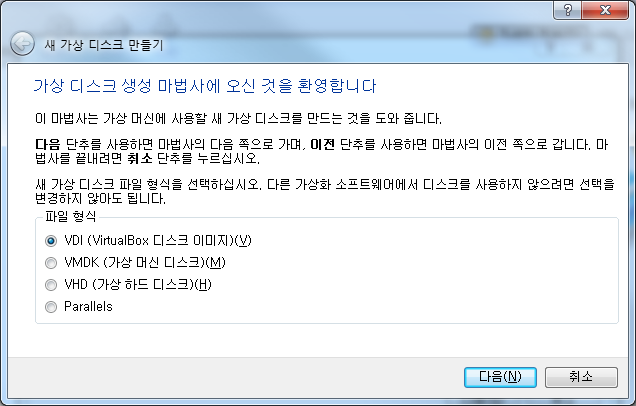 새 가상 디스크 만들기
가상 디스크 생성 마법사에 오신 것을 환영합니다
이 마법사는 가상 머신에 사용할 새 가상 디스크를 만드는 것을 도와 줍니다.
다음 단추를 사용하면 마법사의 다음 쪽으로 가며, 이전 단추를 사용하면 마법사의 이전 쪽으로 갑니다. 마
법사를 끝내려면 취소 단추를 누르십시오.
새 가상 디스크 파일 형식을 선택하십시오. 다른 가상화 소프트웨어에서 디스크를 사용하지 않으려면 선택을
변경하지 않아도 됩니다.
파일 형식
VDI (VirtualBox 디스크 이미지)(V)
VMDK (가상 머신 디스크)(M)
VHD (가상 하드 디스크)(H)
Parallels
다음(N) 취소